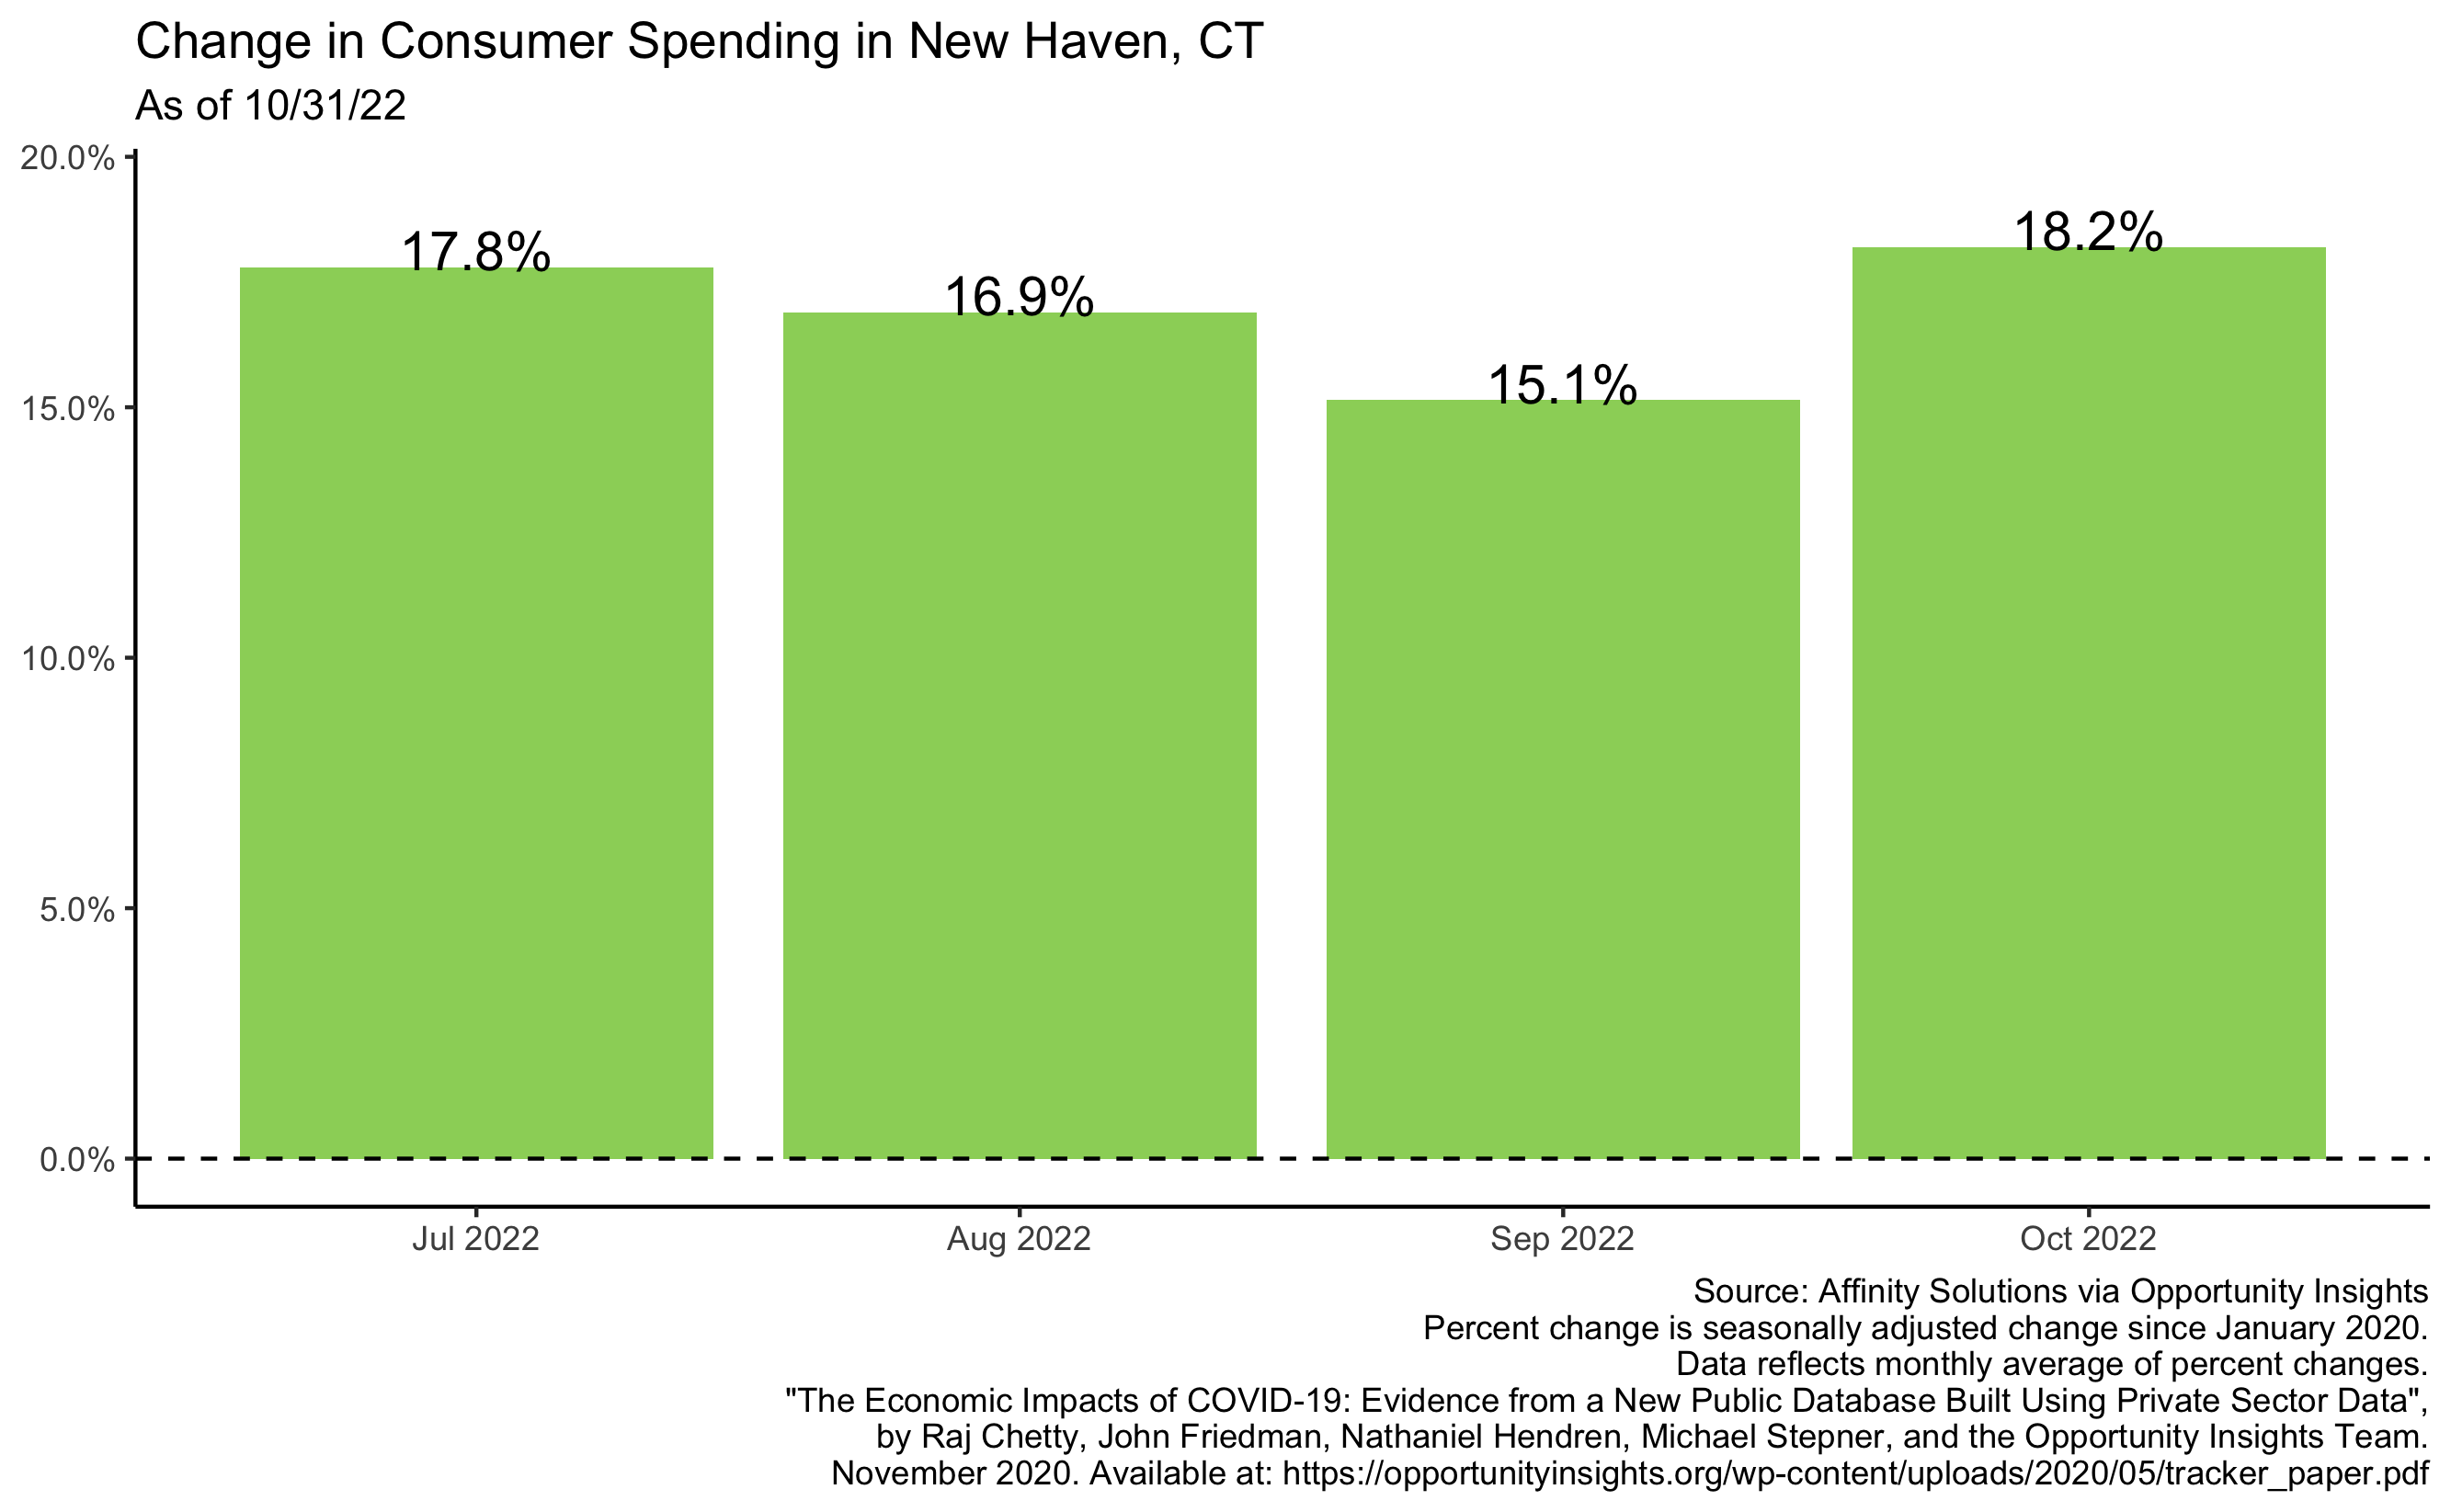 Change in Consumer Spending in New Haven, CT
As of 10/31/22
20.0%
15.0%
10.0%
5.0%
0.0%
17.8%
16.9%
15.1%
18.2%
Jul 2022
Aug 2022
Sep 2022
Oct 2022
Source: Affinity Solutions via Opportunity Insights
Percent change is seasonally adjusted change since January 2020.
Data reflects monthly average of percent changes.
"The Economic Impacts of COVID-19: Evidence from a New Public Database Built Using Private Sector Data",
by Raj Chetty, John Friedman, Nathaniel Hendren, Michael Stepner, and the Opportunity Insights Team.
November 2020. Available at: https://opportunityinsights.org/wp-content/uploads/2020/05/tracker_paper.pdf